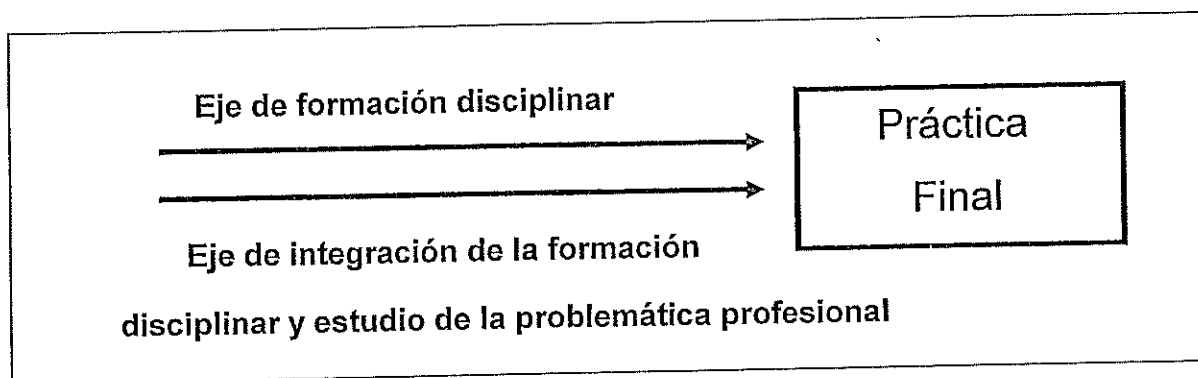 Eje de formación disciplinar
Práctica
Final
Eje de integración de la formación
disciplinar y estudio de la problemática profesional